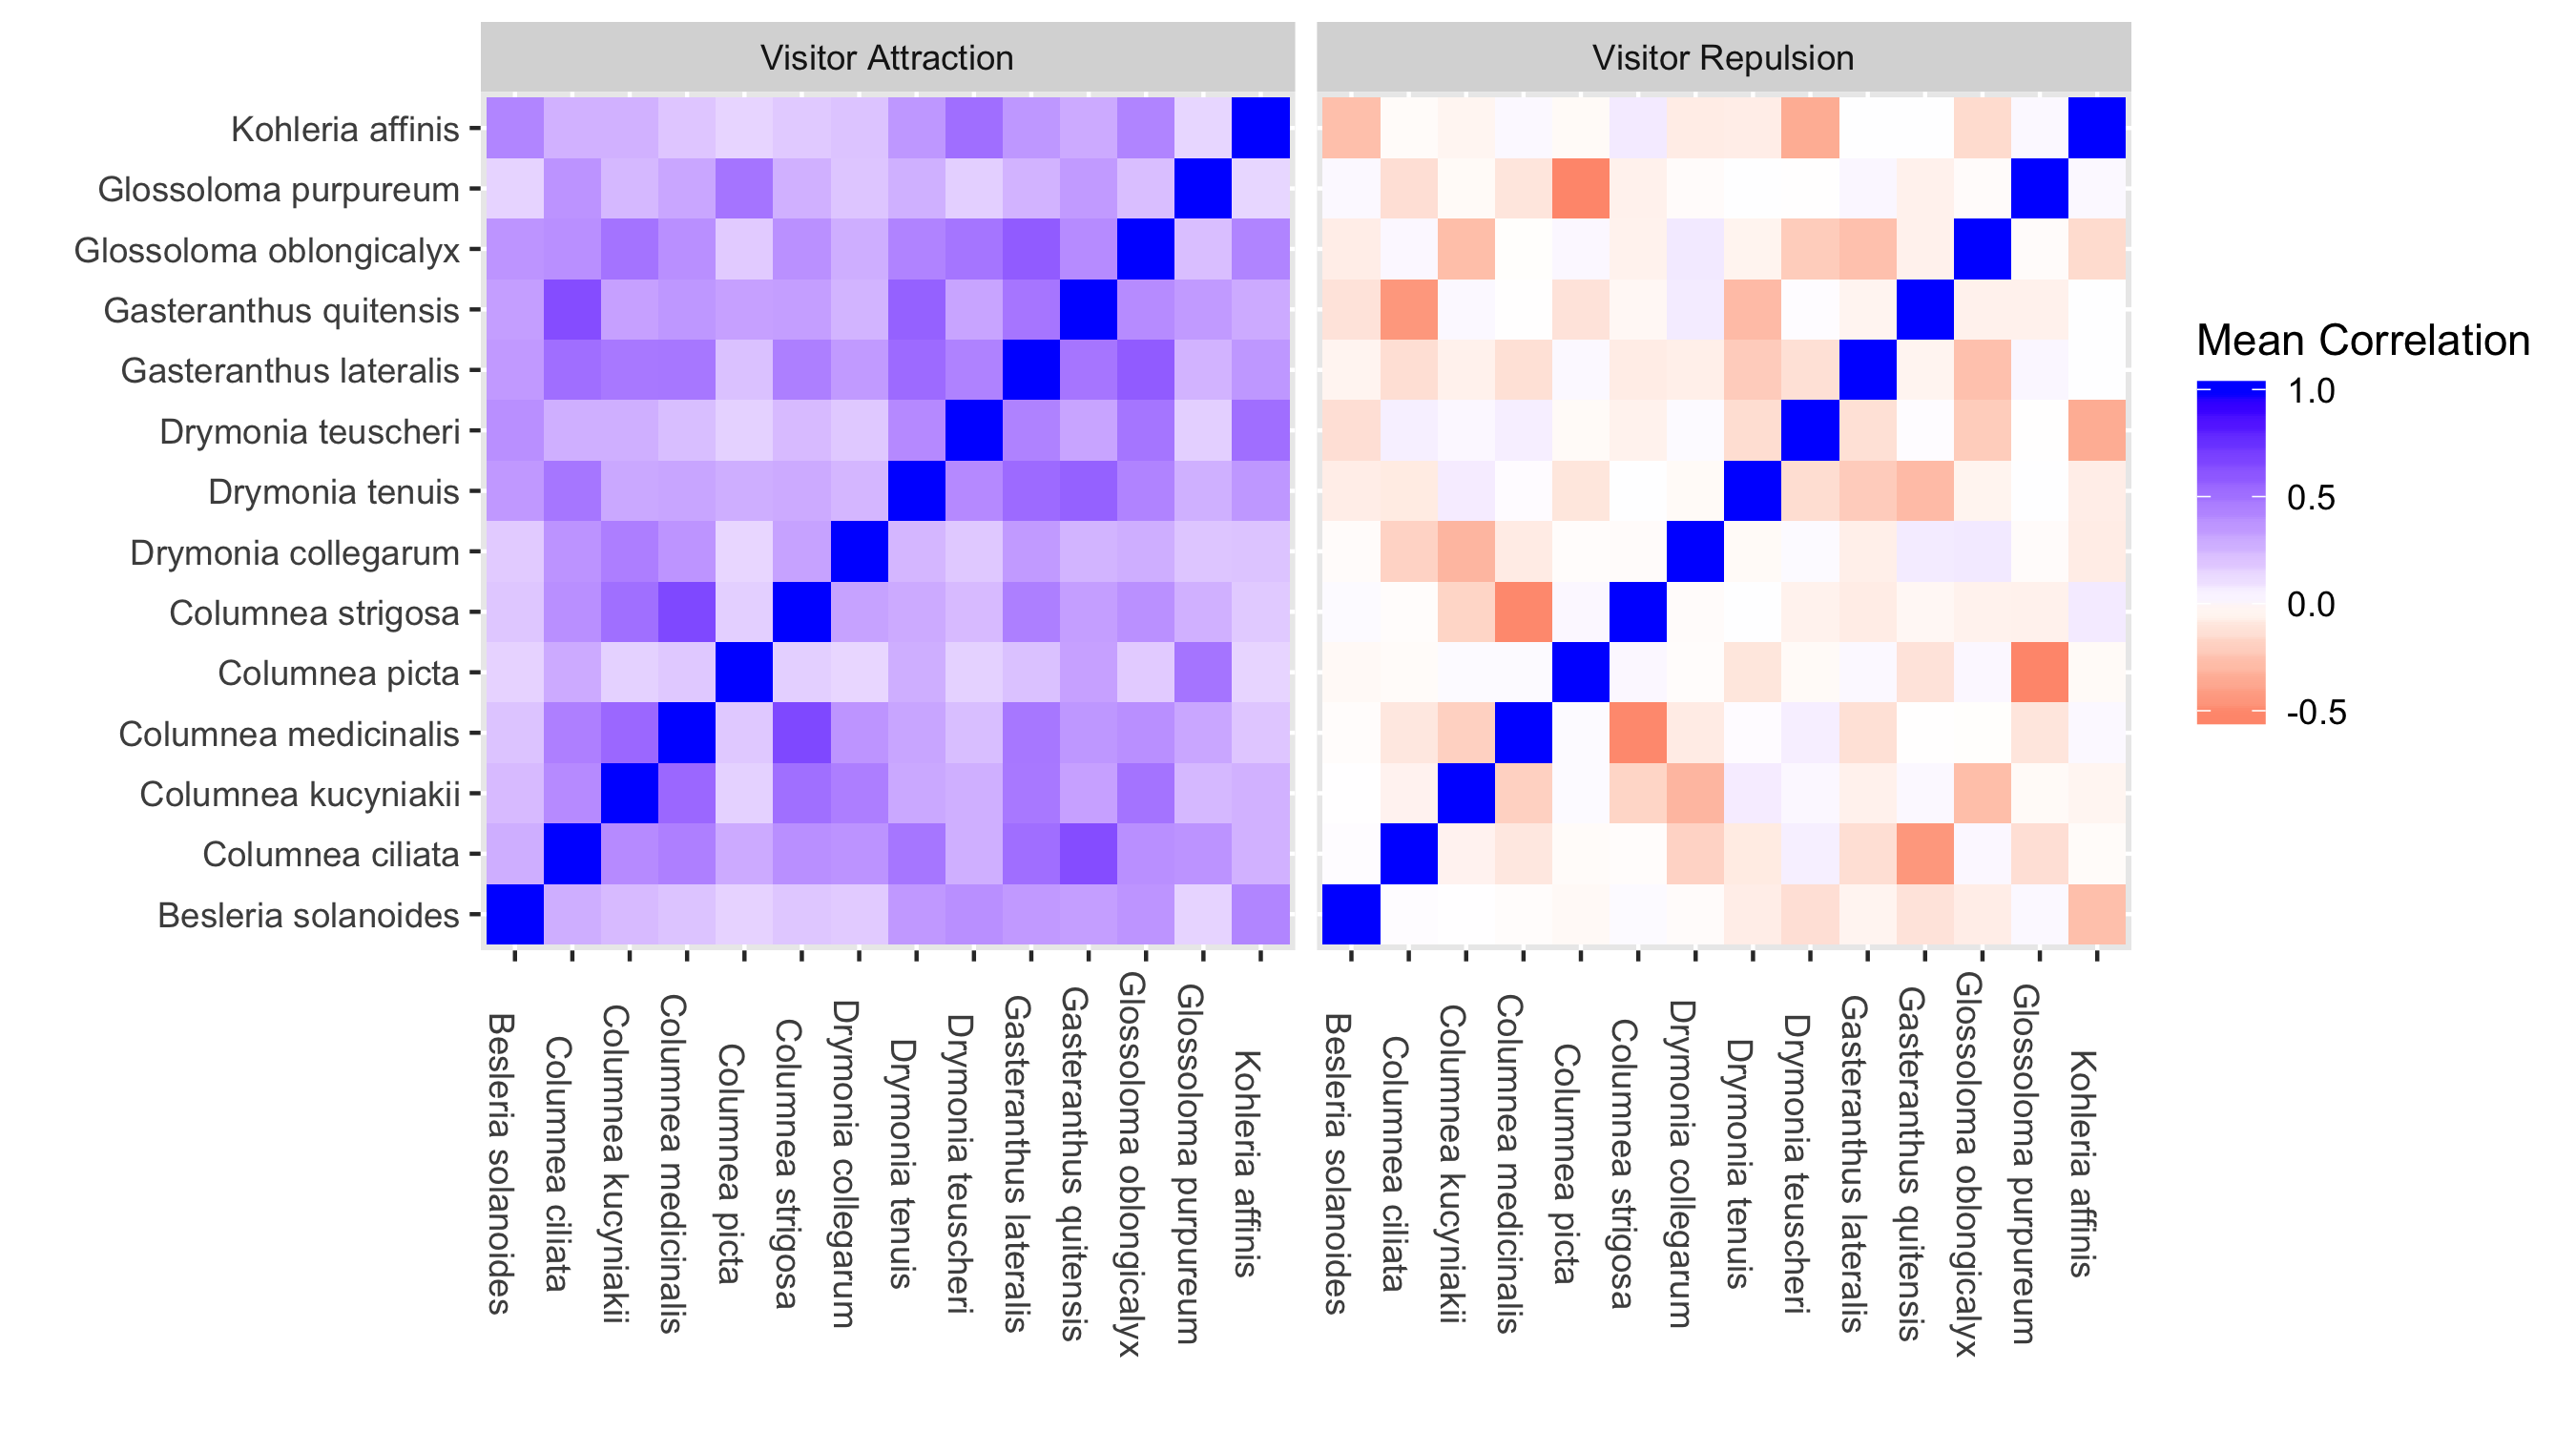 Visitor Attraction
Visitor Repulsion
Kohleria affinis
Glossoloma purpureum
Glossoloma oblongicalyx
Gasteranthus quitensis
Gasteranthus lateralis
Drymonia teuscheri
Drymonia tenuis
Drymonia collegarum
Columnea strigosa
Columnea picta
Columnea medicinalis
Columnea kucyniakii
Columnea ciliata
Besleria solanoides
Besleria solanoides
Columnea ciliata
Columnea kucyniakii
Columnea medicinalis
Columnea picta
Columnea strigosa
Drymonia collegarum
Drymonia tenuis
Drymonia teuscheri
Gasteranthus lateralis
Gasteranthus quitensis
Glossoloma oblongicalyx
Glossoloma purpureum
Kohleria affinis
Besleria solanoides
Columnea ciliata
Columnea kucyniakii
Columnea medicinalis
Columnea picta
Columnea strigosa
Drymonia collegarum
Drymonia tenuis
Drymonia teuscheri
Gasteranthus lateralis
Gasteranthus quitensis
Glossoloma oblongicalyx
Glossoloma purpureum
Kohleria affinis
Mean Correlation
1.0
0.5
0.0
-0.5